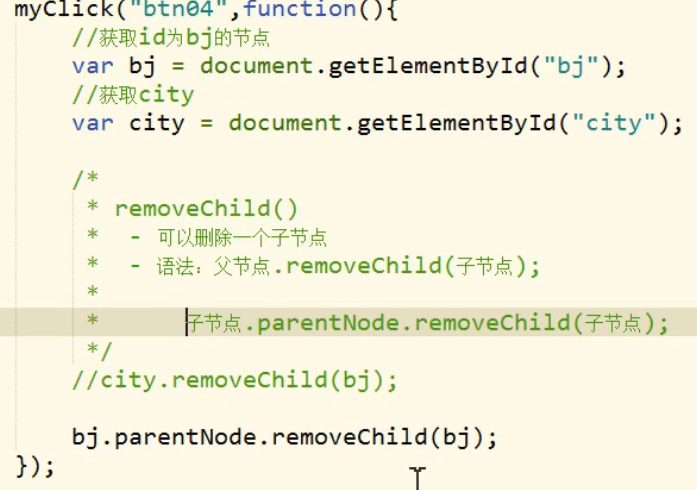 myClick("btn04",function(){
//获取id为bj的节点
var bj = document.getElementById("bj");
//获取city
var city = document.getElementById("city");
/*
* removeChild()
* - 可以删除一个子节点
* - 语法：父节点.removeChild(子节点);
*
* 子节点.parentNode.removeChild(子节点);
*/
//city.removeChild(bj);
bj.parentNode.removeChild(bj);
});